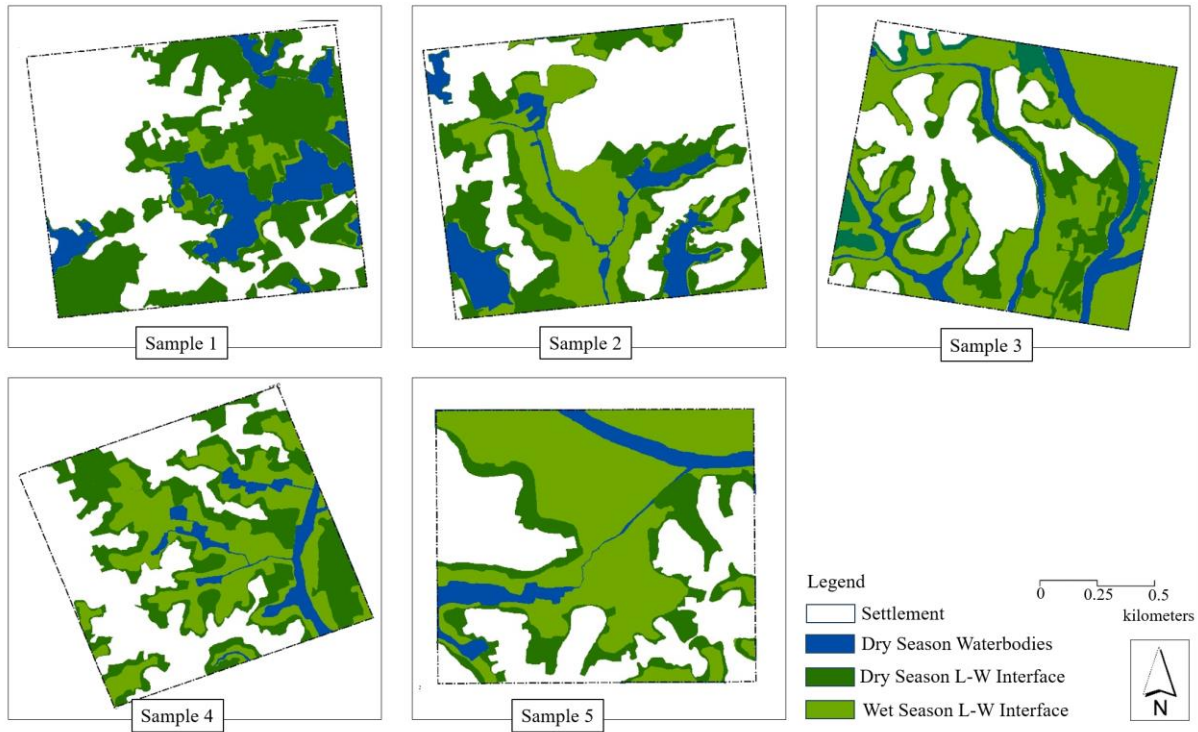 Sample 1
Sample 2
Sample 3
Sample 4
Sample 5
Legend
Settlement
Dry Season Waterbodies
Dry Season L-W Interface
Wet Season L-W Interface
0 0.25 0.5
kilometers
N